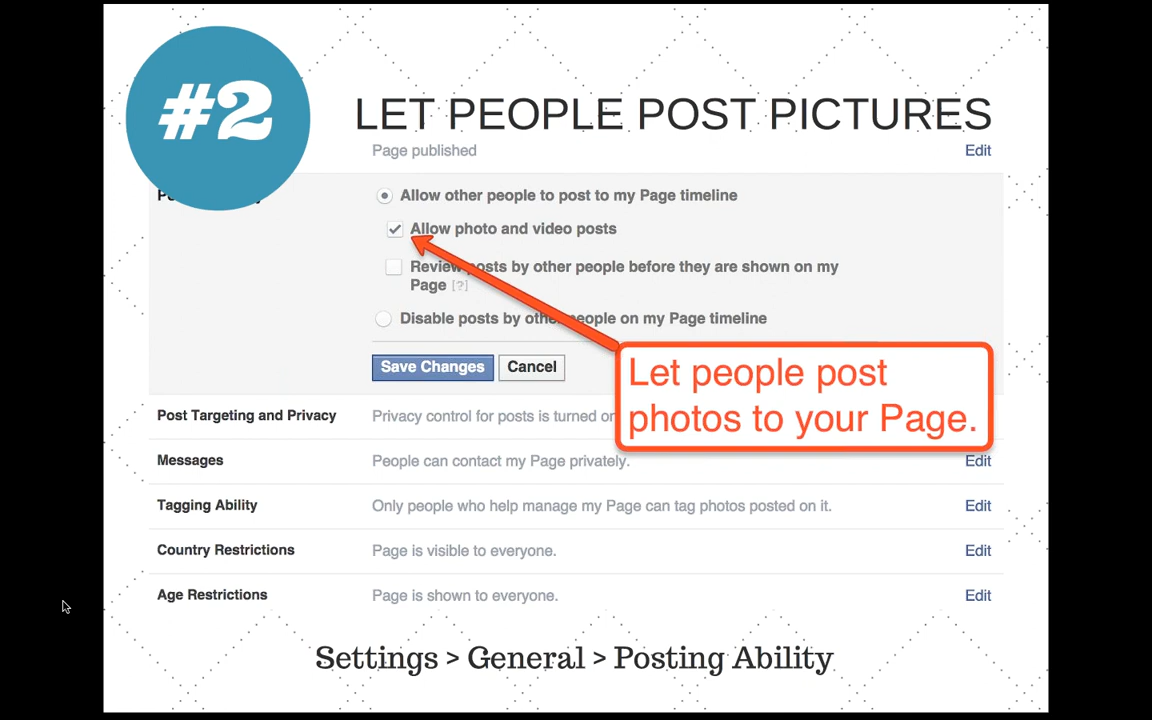 #2
LET PEOPLE POST PICTURES
Page published Edit
Allow other people to post to my Page timeline
Allow photo and video posts
Review posts by other people before they are shown on my
Page [?]
Disable posts by other people on my Page timeline
Save Changes Cancel
Let people post
photos to your Page.
Post Targeting and Privacy Privacy control for posts is turned on
Messages People can contact my Page privately. Edit
Tagging Ability Only people who help manage my Page can tag photos posted on it. Edit
Country Restrictions Page is visible to everyone. Edit
Age Restrictions Page is shown to everyone. Edit
Settings > General > Posting Ability